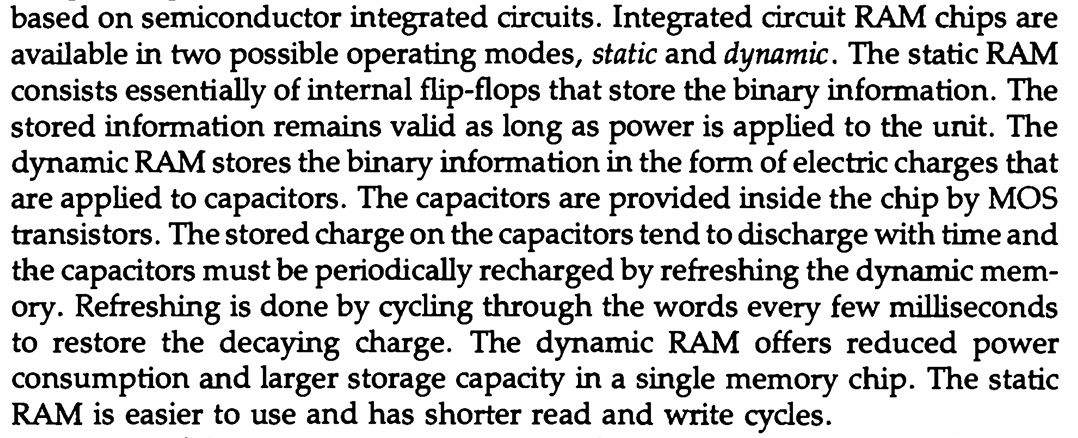 based on semiconductor integrated circuits. Integrated circuit RAM chips are
available in two possible operating modes, static and dynamic. The static RAM
consists essentially of internal flip-flops that store the binary information. The
stored information remains valid as long as power is applied to the unit. The
dynamic RAM stores the binary information in the form of electric charges that
are applied to capacitors. The capacitors are provided inside the chip by MOS
transistors. The stored charge on the capacitors tend to discharge with time and
the capacitors must be periodically recharged by refreshing the dynamic mem-
ory. Refreshing is done by cycling through the words every few milliseconds
to restore the decaying charge. The dynamic RAM offers reduced power
consumption and larger storage capacity in a single memory chip. The static
RAM is easier to use and has shorter read and write cycles.